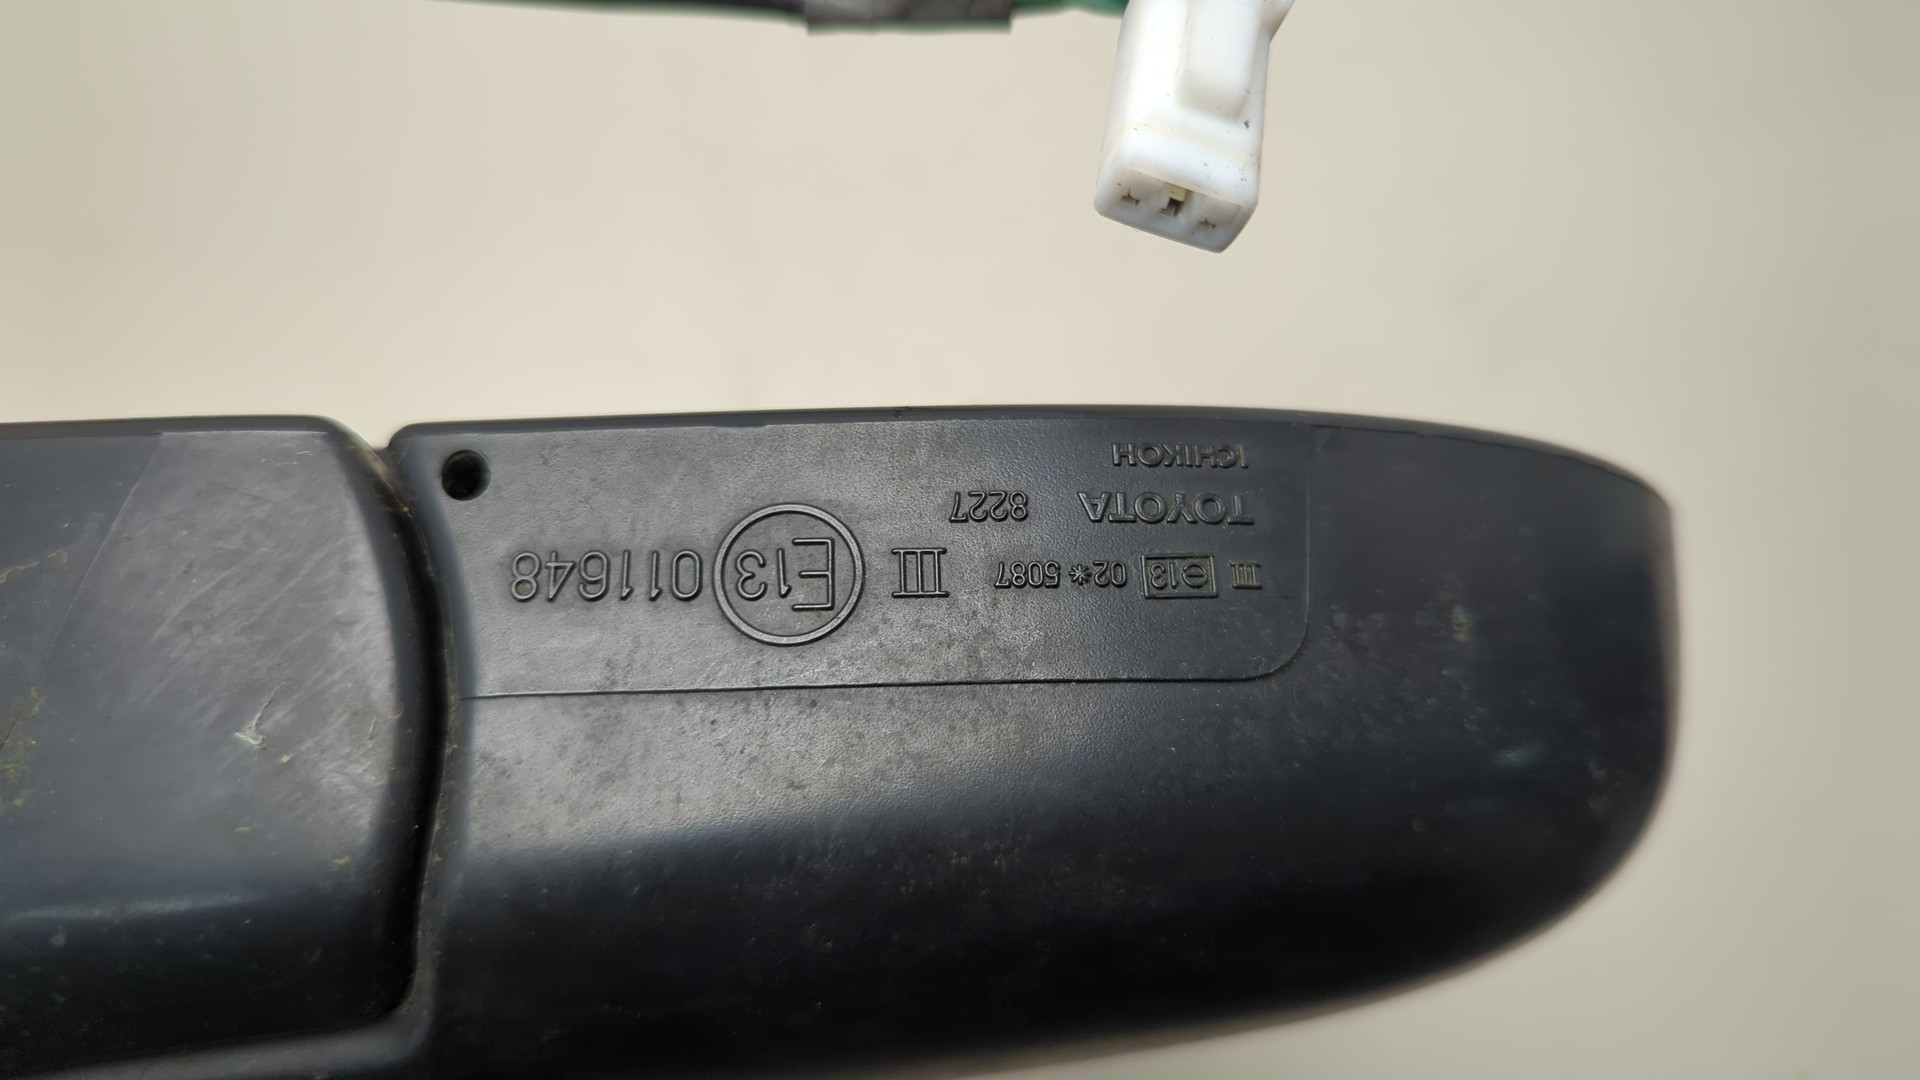 III e13 02*5087 III E13 011648
TOYOTA 8227
ICHIKOH